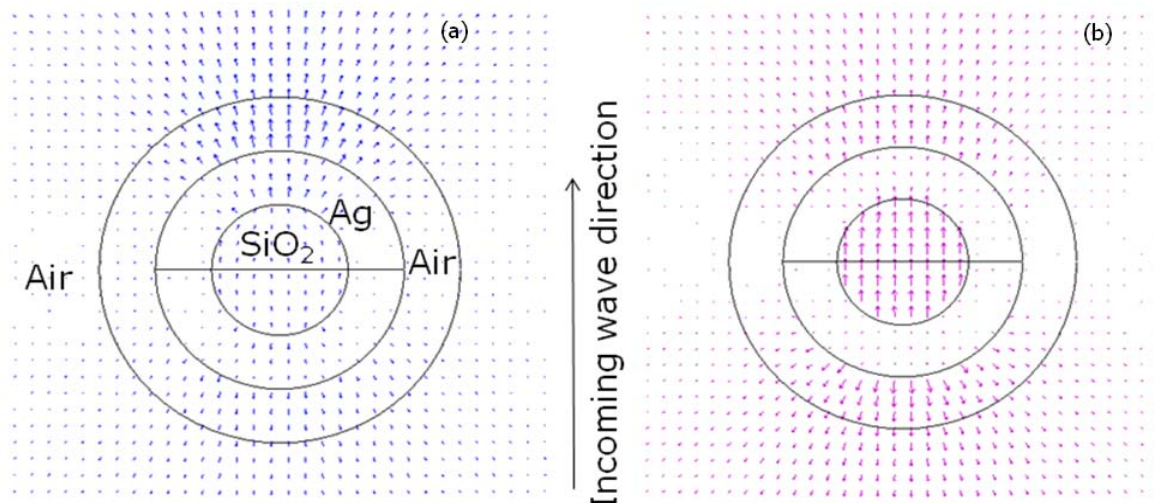 (a)
(b)
Ag
SiO₂
Air
Air
Incoming wave direction